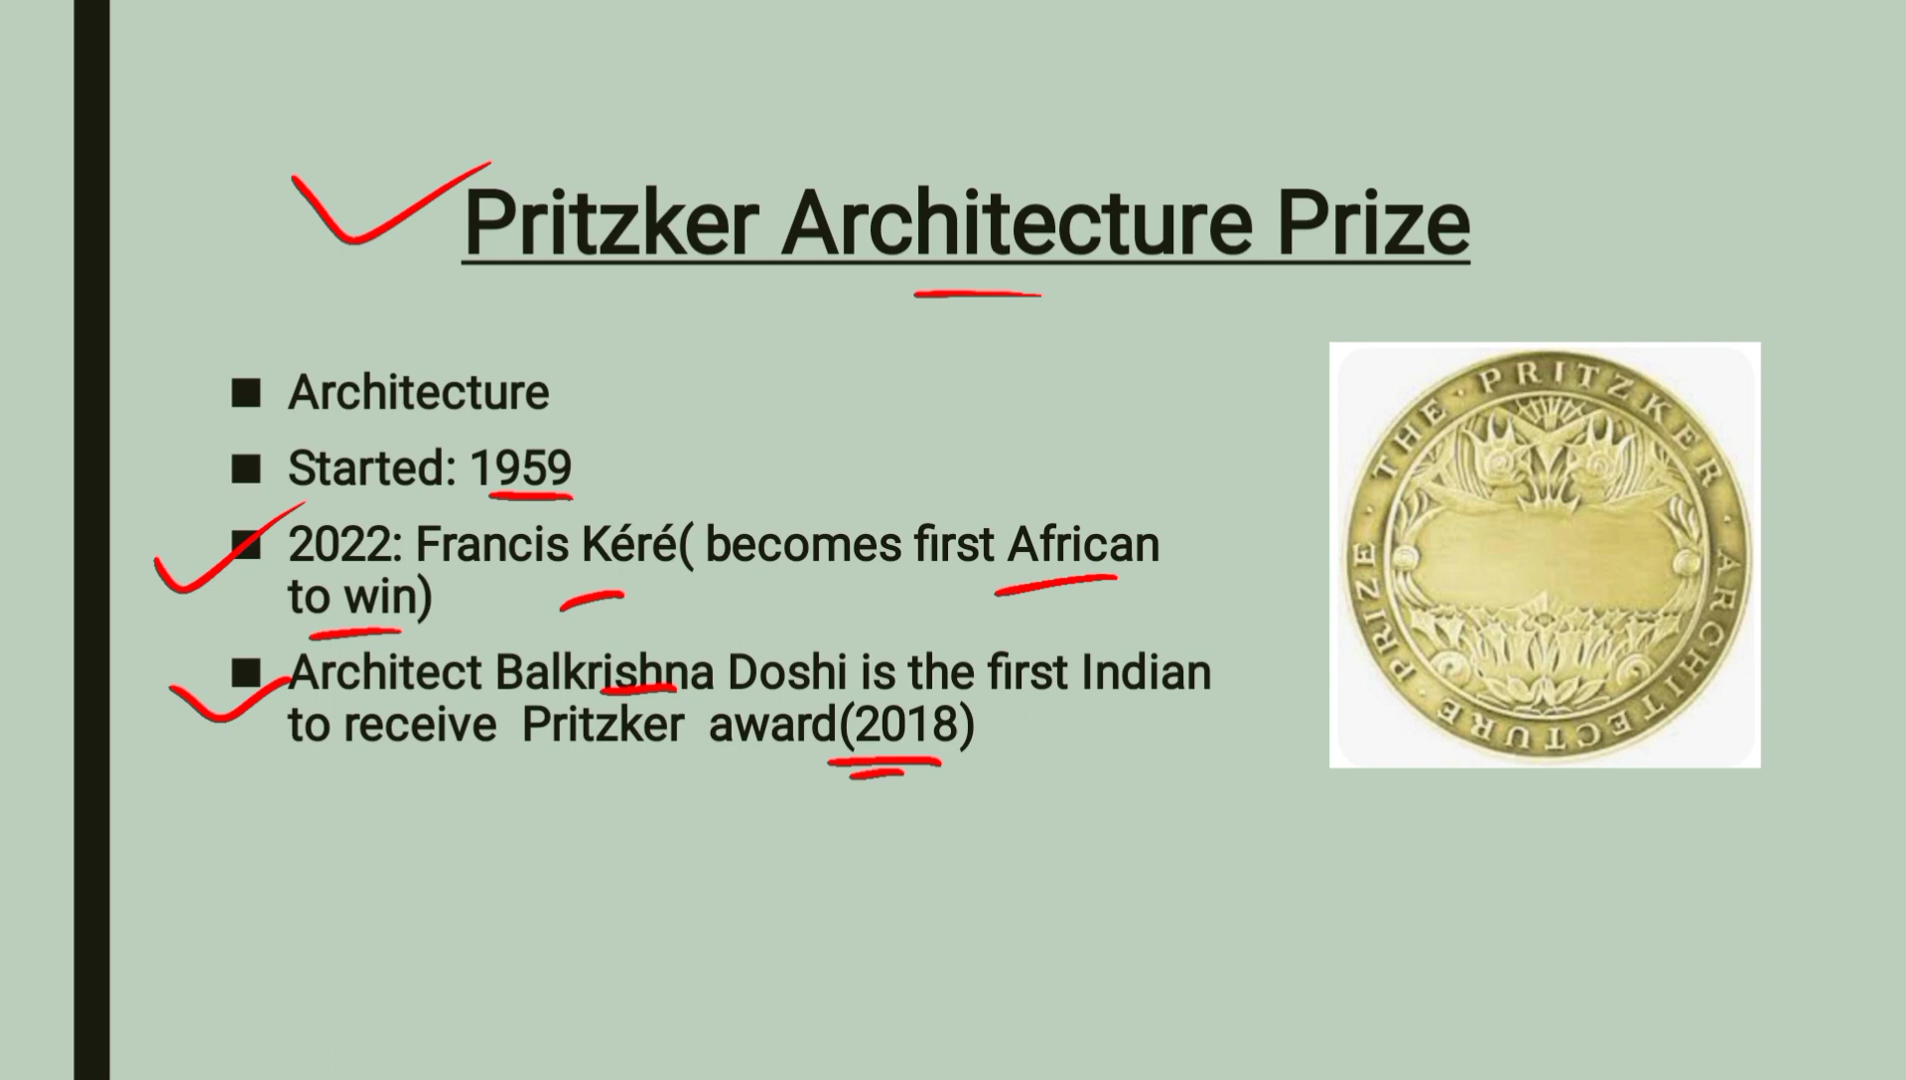 Pritzker Architecture Prize
Architecture
Started: 1959
2022: Francis Kéré( becomes first African
to win)
Architect Balkrishna Doshi is the first Indian
to receive Pritzker award(2018)
THE · PRITZKER · ARCHITECTURE · PRIZE ·